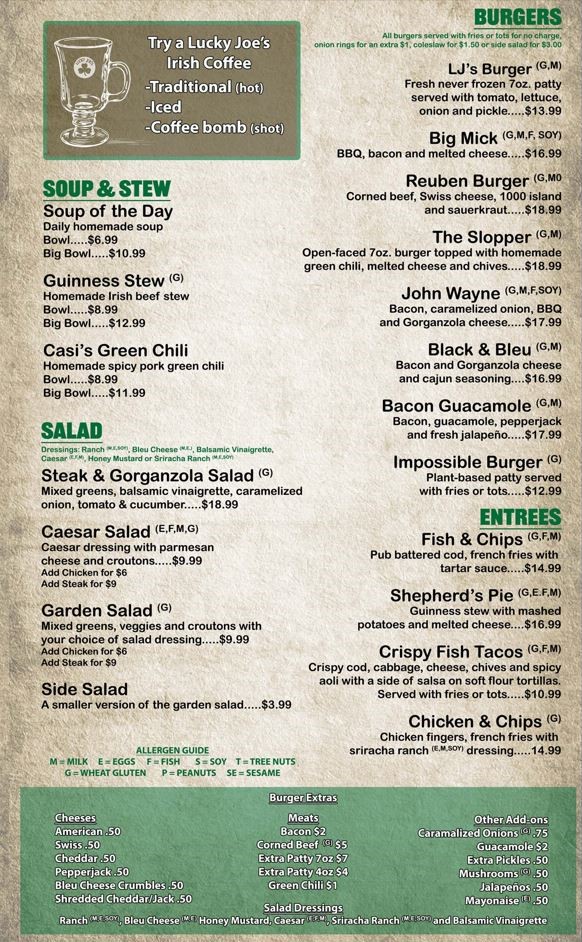 Try a Lucky Joe's
Irish Coffee
-Traditional (hot)
-Iced
-Coffee bomb (shot)
SOUP & STEW
Soup of the Day
Daily homemade soup
Bowl.....$6.99
Big Bowl.....$10.99
Guinness Stew (G)
Homemade Irish beef stew
Bowl.....$8.99
Big Bowl.....$12.99
Casi's Green Chili
Homemade spicy pork green chili
Bowl.....$8.99
Big Bowl.....$11.99
SALAD
Dressings: Ranch (M,E,SOY), Bleu Cheese (M,E,), Balsamic Vinaigrette,
Caesar (E,F,M), Honey Mustard or Sriracha Ranch (M,E,SOY)
Steak & Gorganzola Salad (G)
Mixed greens, balsamic vinaigrette, caramelized
onion, tomato & cucumber.....$18.99
Caesar Salad (E,F,M,G)
Caesar dressing with parmesan
cheese and croutons.....$9.99
Add Chicken for $6
Add Steak for $9
Garden Salad (G)
Mixed greens, veggies and croutons with
your choice of salad dressing.....$9.99
Add Chicken for $6
Add Steak for $9
Side Salad
A smaller version of the garden salad.....$3.99
ALLERGEN GUIDE
M = MILK E = EGGS F = FISH S = SOY T = TREE NUTS
G = WHEAT GLUTEN P = PEANUTS SE = SESAME
BURGERS
All burgers served with fries or tots for no charge,
onion rings for an extra $1, coleslaw for $1.50 or side salad for $3.00
LJ's Burger (G,M)
Fresh never frozen 7oz. patty
served with tomato, lettuce,
onion and pickle.....$13.99
Big Mick (G,M,F, SOY)
BBQ, bacon and melted cheese.....$16.99
Reuben Burger (G,M0
Corned beef, Swiss cheese, 1000 island
and sauerkraut.....$18.99
The Slopper (G,M)
Open-faced 7oz. burger topped with homemade
green chili, melted cheese and chives.....$18.99
John Wayne (G,M,F,SOY)
Bacon, caramelized onion, BBQ
and Gorganzola cheese.....$17.99
Black & Bleu (G,M)
Bacon and Gorganzola cheese
and cajun seasoning....$16.99
Bacon Guacamole (G,M)
Bacon, guacamole, pepperjack
and fresh jalapeño.....$17.99
Impossible Burger (G)
Plant-based patty served
with fries or tots.....$12.99
ENTREES
Fish & Chips (G,F,M)
Pub battered cod, french fries with
tartar sauce.....$14.99
Shepherd's Pie (G,E.F,M)
Guinness stew with mashed
potatoes and melted cheese....$16.99
Crispy Fish Tacos (G,F,M)
Crispy cod, cabbage, cheese, chives and spicy
aoli with a side of salsa on soft flour tortillas.
Served with fries or tots.....$10.99
Chicken & Chips (G)
Chicken fingers, french fries with
sriracha ranch (E,M,SOY) dressing.....14.99
Burger Extras
Cheeses
American .50
Swiss .50
Cheddar .50
Pepperjack .50
Bleu Cheese Crumbles .50
Shredded Cheddar/Jack .50
Meats
Bacon $2
Corned Beef (G) $5
Extra Patty 7oz $7
Extra Patty 4oz $4
Green Chili $1
Other Add-ons
Caramalized Onions (G) .75
Guacamole $2
Extra Pickles .50
Mushrooms (G) .50
Jalapeños .50
Mayonaise (E) .50
Salad Dressings
Ranch (M,E,SOY), Bleu Cheese (M,E) Honey Mustard, Caesar (E,F,M), Sriracha Ranch (M,E,SOY) and Balsamic Vinaigrette